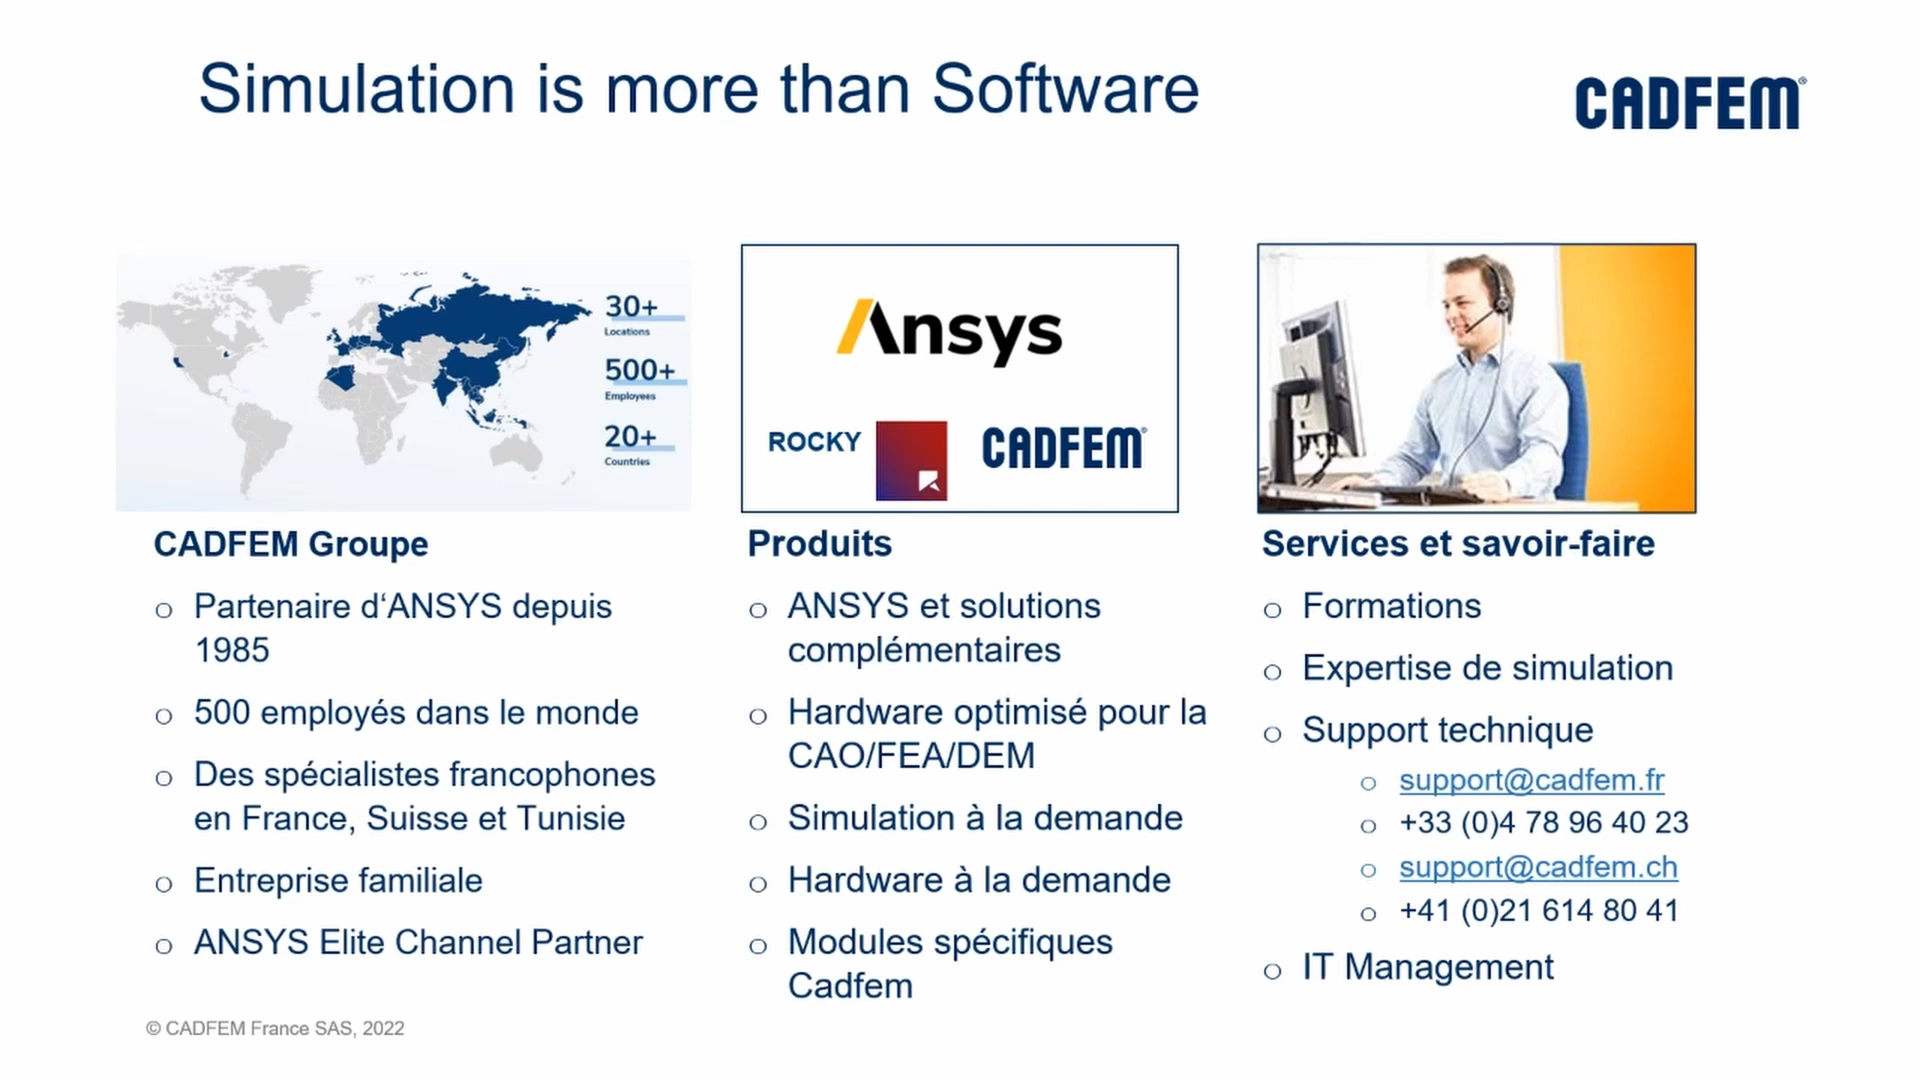 Simulation is more than Software
CADFEM®
30+
Locations
500+
Employees
20+
Countries
Ansys
ROCKY
CADFEM®
CADFEM Groupe
o Partenaire d‘ANSYS depuis
1985
o 500 employés dans le monde
o Des spécialistes francophones
en France, Suisse et Tunisie
o Entreprise familiale
o ANSYS Elite Channel Partner
Produits
o ANSYS et solutions
complémentaires
o Hardware optimisé pour la
CAO/FEA/DEM
o Simulation à la demande
o Hardware à la demande
o Modules spécifiques
Cadfem
Services et savoir-faire
o Formations
o Expertise de simulation
o Support technique
o support@cadfem.fr
o +33 (0)4 78 96 40 23
o support@cadfem.ch
o +41 (0)21 614 80 41
o IT Management
© CADFEM France SAS, 2022